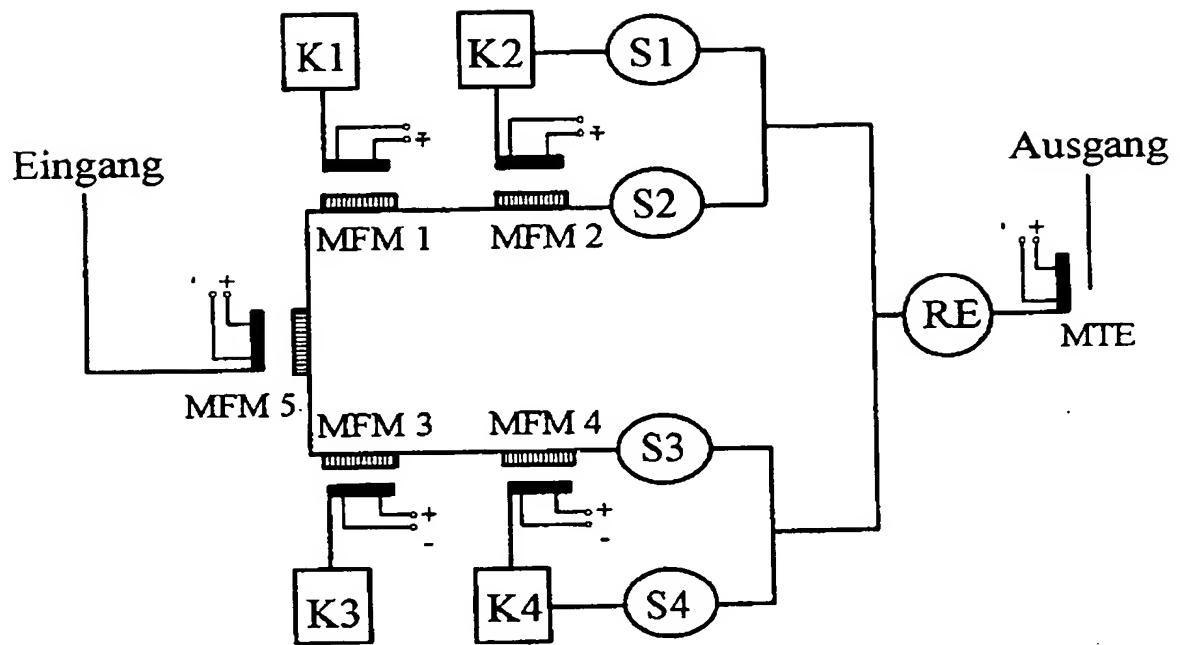 K1
K2
S1
∓
∓
Eingang
Ausgang
S2
MFM 1
MFM 2
+
+
RE
MTE
MFM 5
MFM 3
MFM 4
S3
+
-
+
-
K3
K4
S4